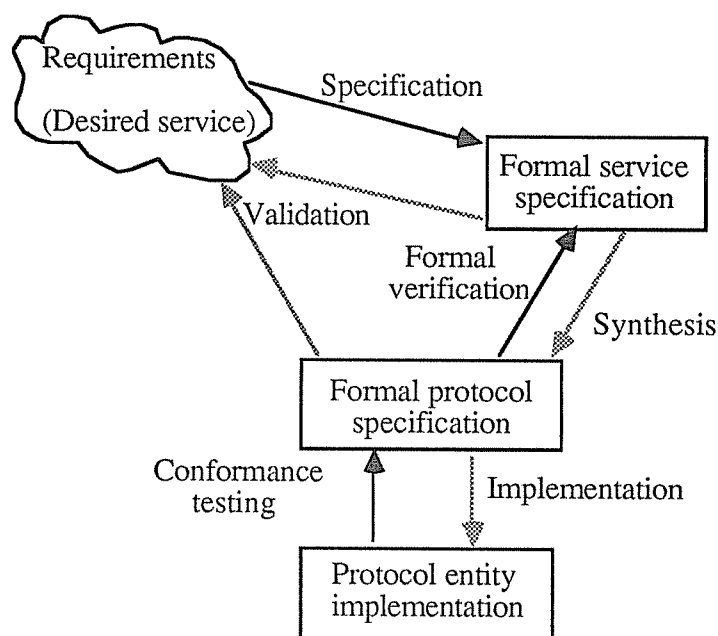 Requirements
(Desired service)
Specification
Formal service
specification
Validation
Formal
verification
Synthesis
Formal protocol
specification
Conformance
testing
Implementation
Protocol entity
implementation